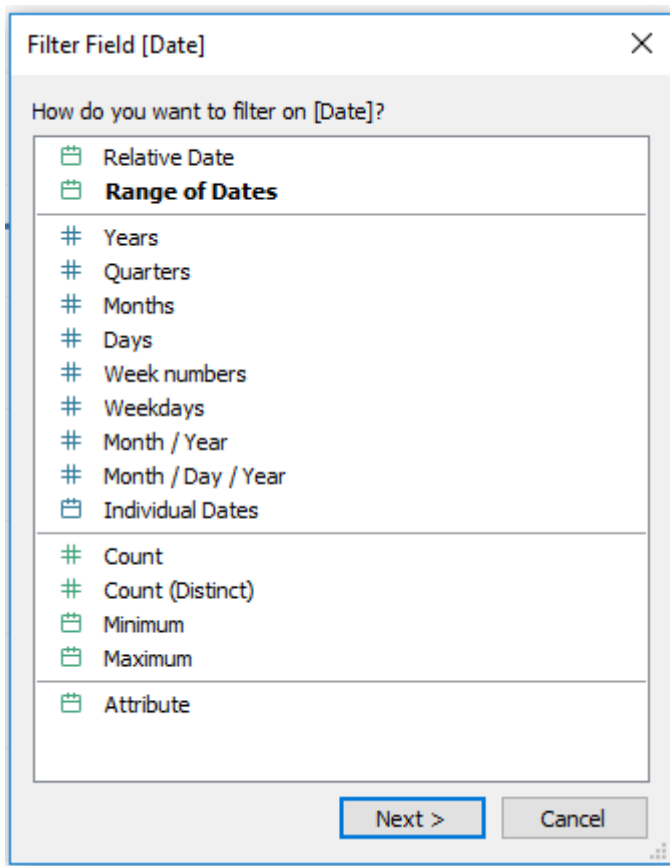 Filter Field [Date]
How do you want to filter on [Date]?
Relative Date
Range of Dates
Years
Quarters
Months
Days
Week numbers
Weekdays
Month / Year
Month / Day / Year
Individual Dates
Count
Count (Distinct)
Minimum
Maximum
Attribute
Next >
Cancel